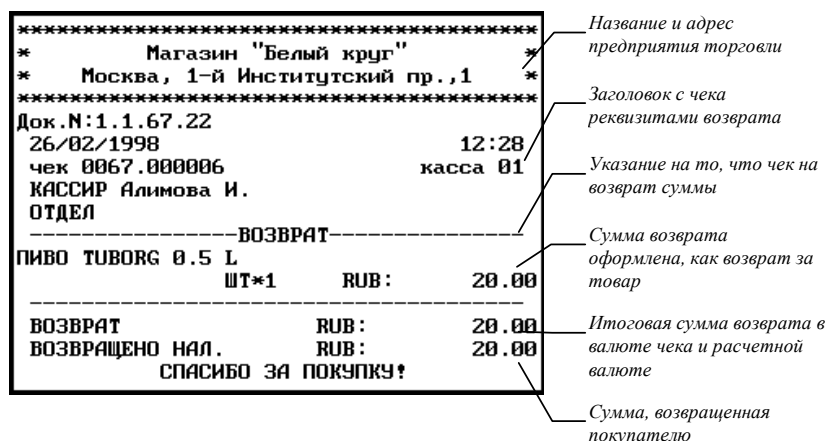 ****************************************
* Магазин "Белый круг" *
* Москва, 1-й Институтский пр.,1 *
****************************************
Док.N:1.1.67.22
26/02/1998 12:28
чек 0067.000006 касса 01
КАССИР Алимова И.
ОТДЕЛ
----------------ВОЗВРАТ---------------
ПИВО TUBORG 0.5 L
ШТ*1 RUB: 20.00
--------------------------------------
ВОЗВРАТ RUB: 20.00
ВОЗВРАЩЕНО НАЛ. RUB: 20.00
СПАСИБО ЗА ПОКУПКУ!
Название и адрес
предприятия торговли
Заголовок с чека
реквизитами возврата
Указание на то, что чек на
возврат суммы
Сумма возврата
оформлена, как возврат за
товар
Итоговая сумма возврата в
валюте чека и расчетной
валюте
Сумма, возвращенная
покупателю